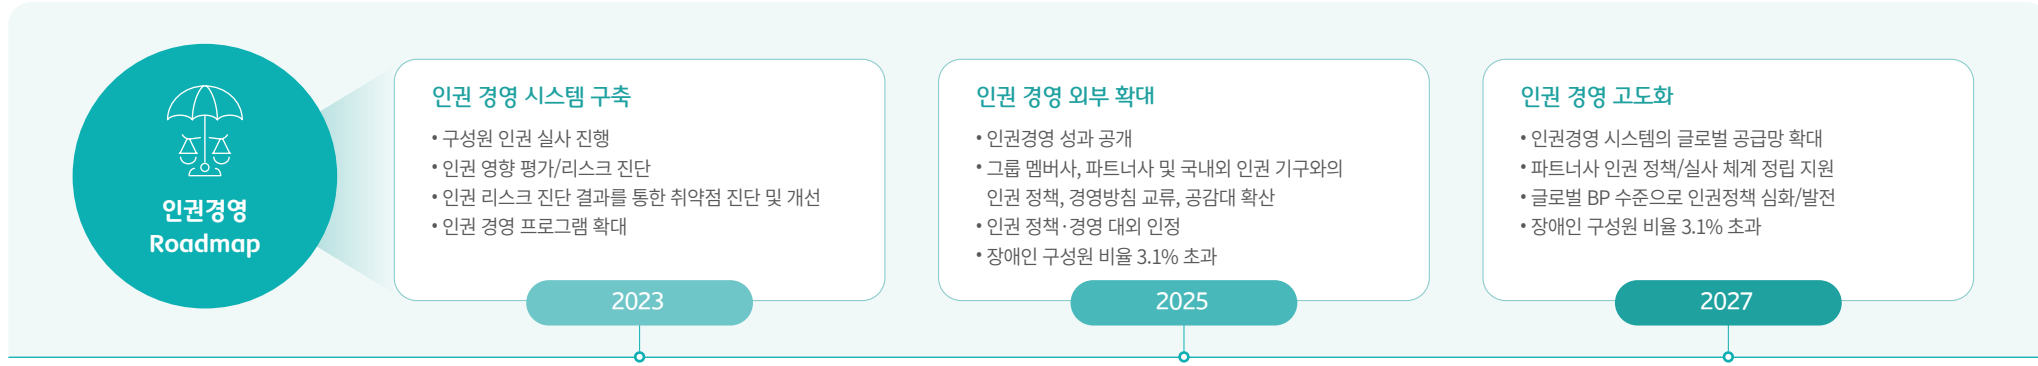 인권경영
Roadmap
인권 경영 시스템 구축
• 구성원 인권 실사 진행
• 인권 영향 평가/리스크 진단
• 인권 리스크 진단 결과를 통한 취약점 진단 및 개선
• 인권 경영 프로그램 확대
2023
인권 경영 외부 확대
• 인권경영 성과 공개
• 그룹 멤버사, 파트너사 및 국내외 인권 기구와의
인권 정책, 경영방침 교류, 공감대 확산
• 인권 정책·경영 대외 인정
• 장애인 구성원 비율 3.1% 초과
2025
인권 경영 고도화
• 인권경영 시스템의 글로벌 공급망 확대
• 파트너사 인권 정책/실사 체계 정립 지원
• 글로벌 BP 수준으로 인권정책 심화/발전
• 장애인 구성원 비율 3.1% 초과
2027